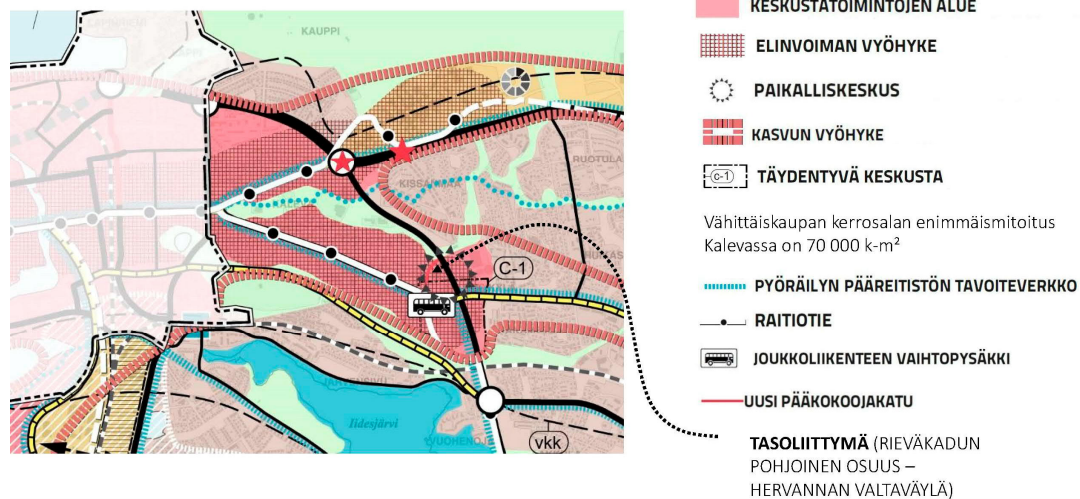 KAUPPI
RUOTULA
KISSANMAA
C-1
Iidesjärvi
VUOHENOJ
vkk
KESKUSTATOIMINTOJEN ALUE
ELINVOIMAN VYÖHYKE
PAIKALLISKESKUS
KASVUN VYÖHYKE
c-1 TÄYDENTYVÄ KESKUSTA
Vähittäiskaupan kerrosalan enimmäismitoitus
Kalevassa on 70 000 k-m²
PYÖRÄILYN PÄÄREITISTÖN TAVOITEVERKKO
RAITIOTIE
JOUKKOLIIKENTEEN VAIHTOPYSÄKKI
UUSI PÄÄKOKOOJAKATU
TASOLIITTYMÄ (RIEVÄKADUN
POHJOINEN OSUUS –
HERVANNAN VALTAVÄYLÄ)